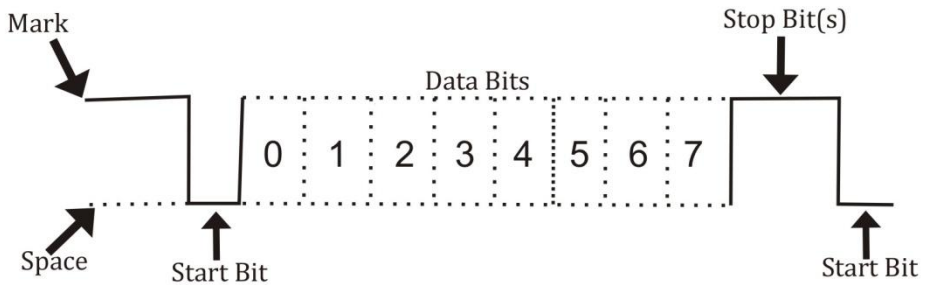 Mark
Stop Bit(s)
Data Bits
0 1 2 3 4 5 6 7
Space
Start Bit
Start Bit